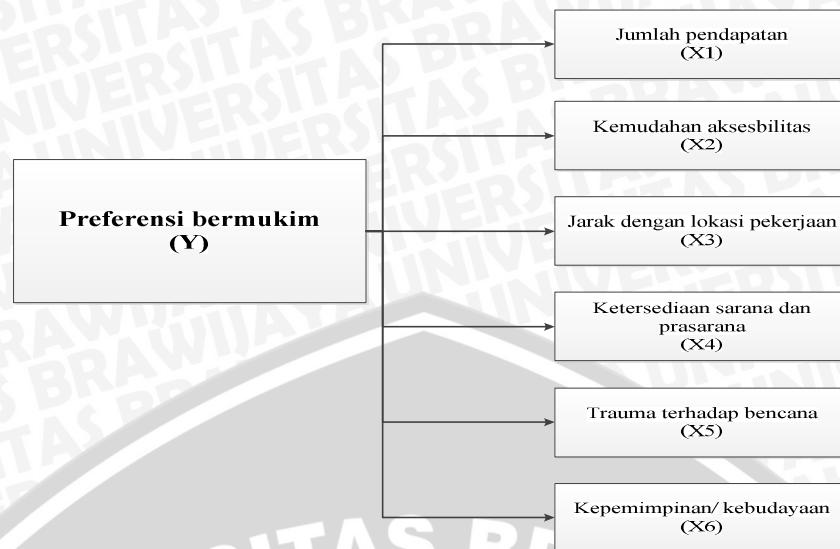 Preferensi bermukim
(Y)
Jumlah pendapatan
(X1)
Kemudahan aksesbilitas
(X2)
Jarak dengan lokasi pekerjaan
(X3)
Ketersediaan sarana dan
prasarana
(X4)
Trauma terhadap bencana
(X5)
Kepemimpinan/ kebudayaan
(X6)